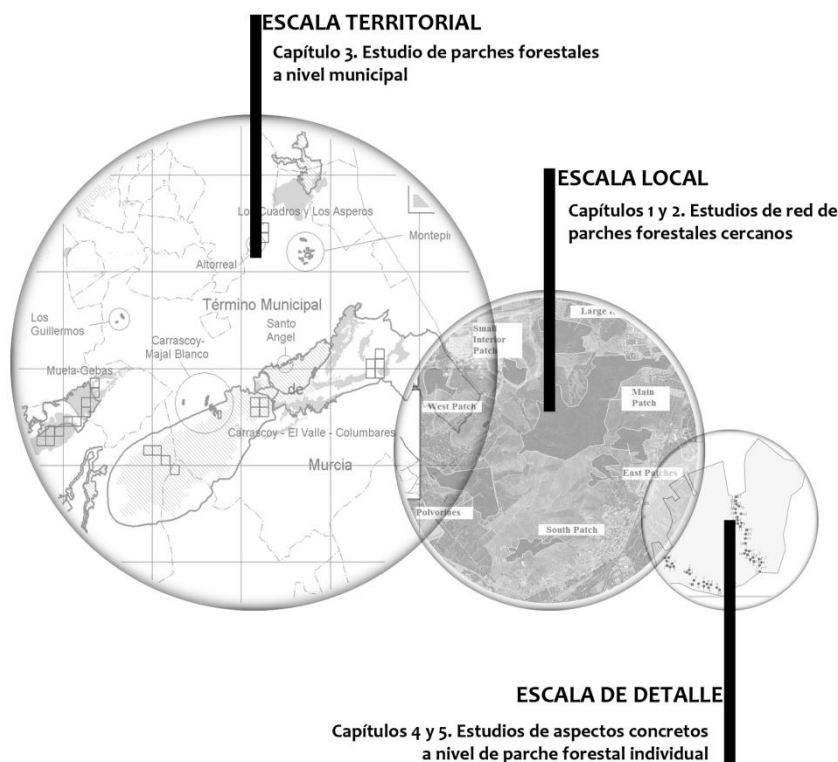 ESCALA TERRITORIAL
Capítulo 3. Estudio de parches forestales
a nivel municipal
ESCALA LOCAL
Capítulos 1 y 2. Estudios de red de
parches forestales cercanos
Los Cuadros y Los Asperos
Altorreal
Los
Guillermos
Término Municipal
Carrascoy-
Majal Blanco
Santo
Angel
Muela-Gebas
de
Carrascoy - El Valle - Columbares
Murcia
Small
Interior
Patch
Main
Patch
West Patch
East Patches
Polvorines
South Patch
ESCALA DE DETALLE
Capítulos 4 y 5. Estudios de aspectos concretos
a nivel de parche forestal individual